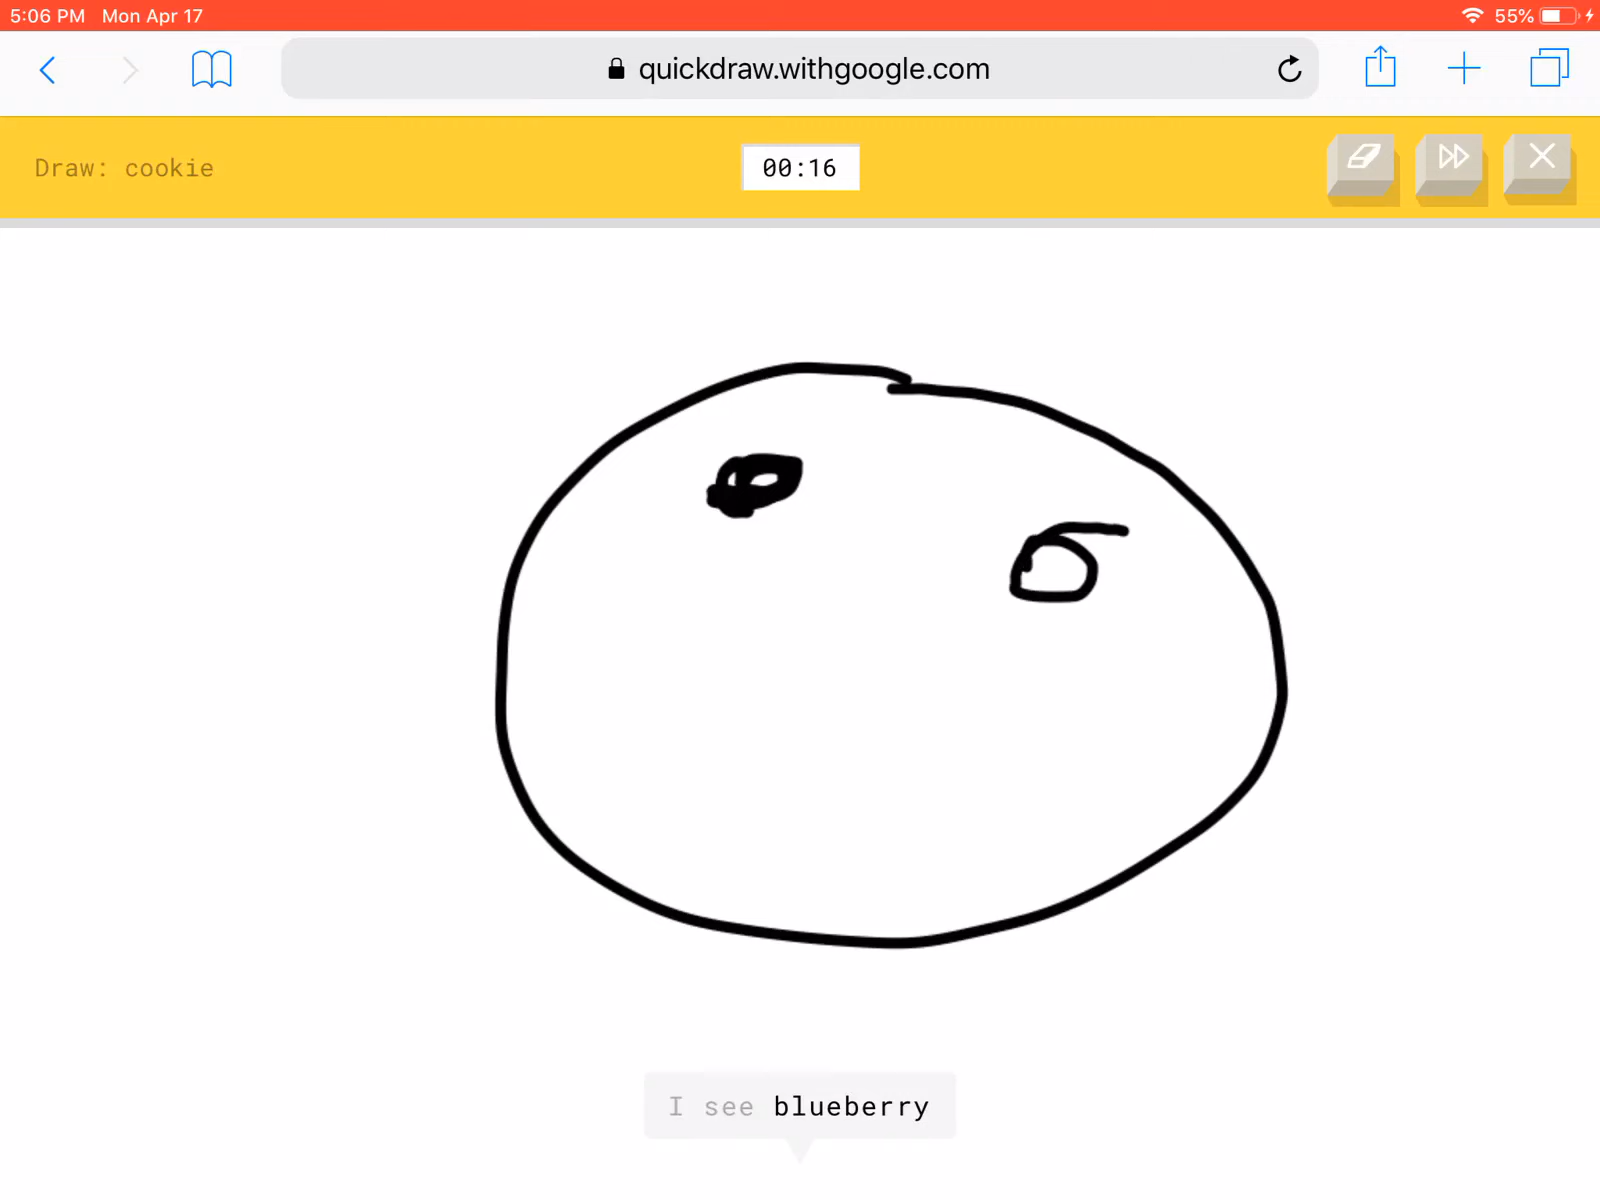 5:06 PM Mon Apr 17
55%
quickdraw.withgoogle.com
Draw: cookie
00:16
I see blueberry